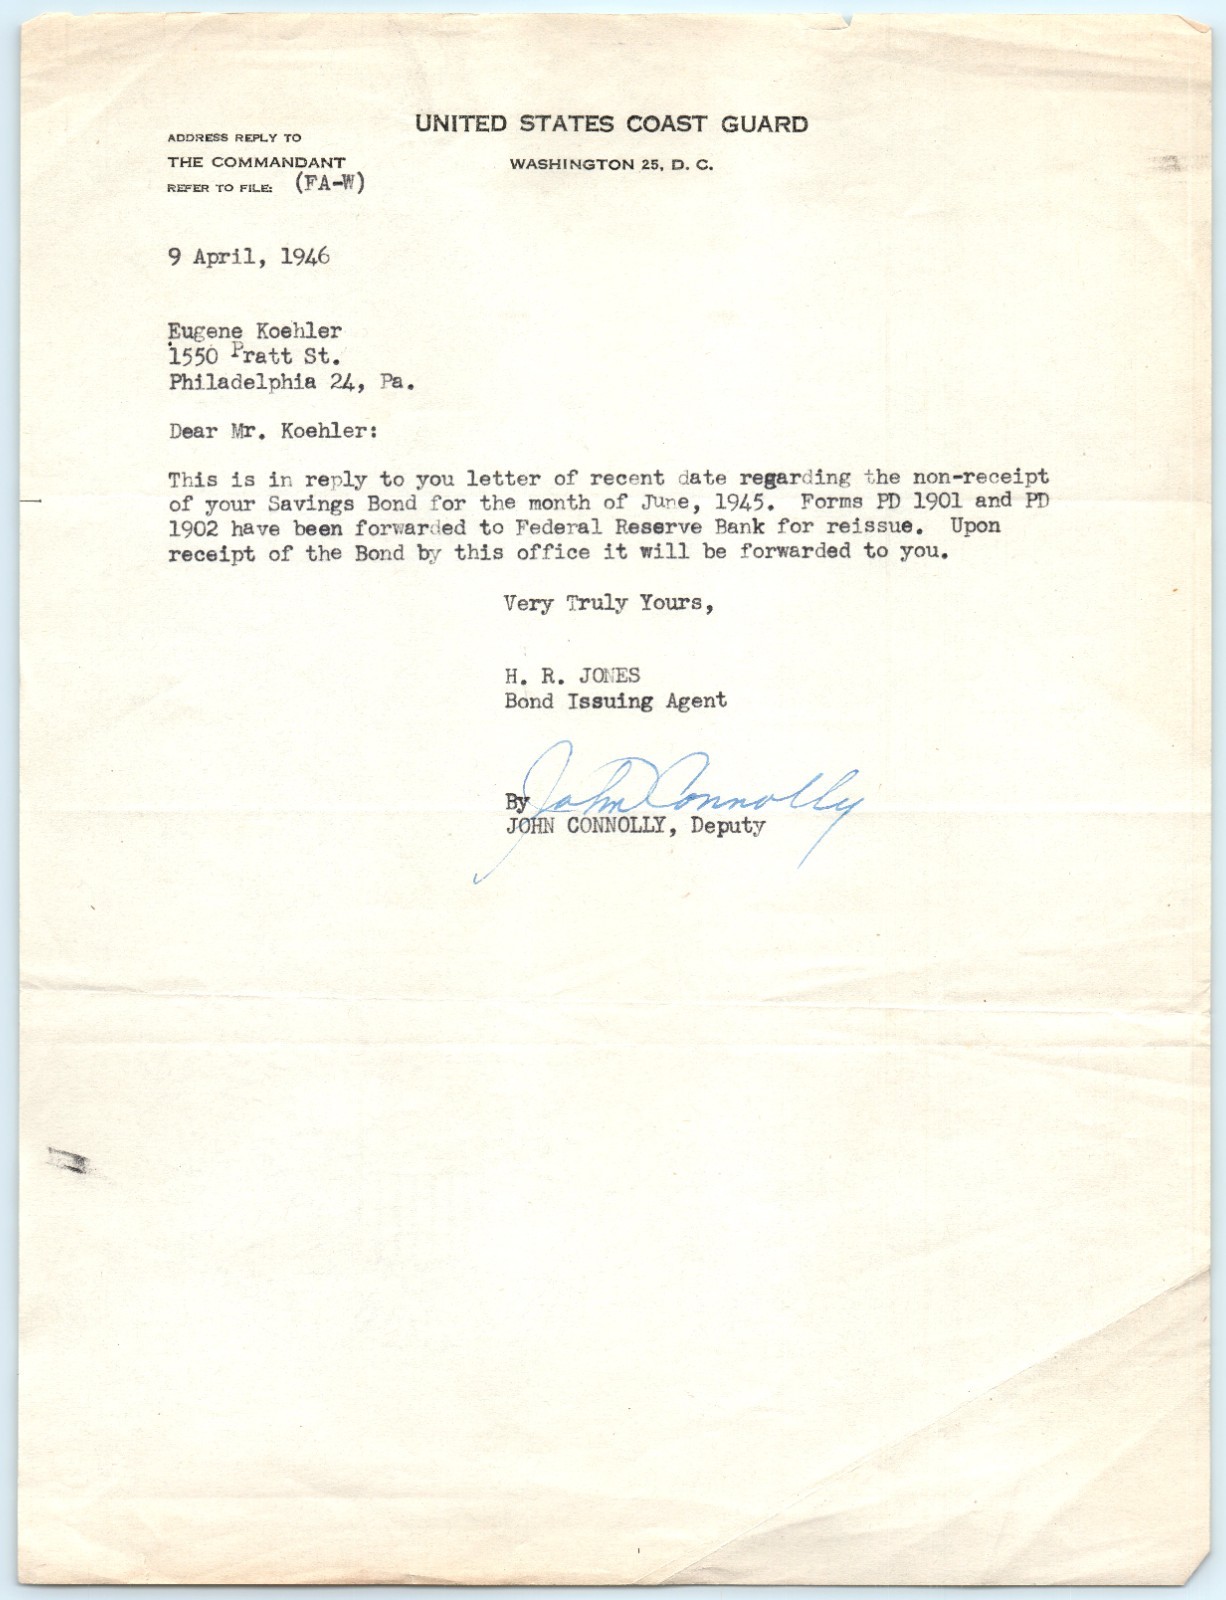 UNITED STATES COAST GUARD
WASHINGTON 25, D. C.
ADDRESS REPLY TO
THE COMMANDANT
REFER TO FILE: (FA-W)
9 April, 1946
Eugene Koehler
1550 Pratt St.
Philadelphia 24, Pa.
Dear Mr. Koehler:
This is in reply to you letter of recent date regarding the non-receipt
of your Savings Bond for the month of June, 1945. Forms PD 1901 and PD
1902 have been forwarded to Federal Reserve Bank for reissue. Upon
receipt of the Bond by this office it will be forwarded to you.
Very Truly Yours,
H. R. JONES
Bond Issuing Agent
By John Connolly
JOHN CONNOLLY, Deputy